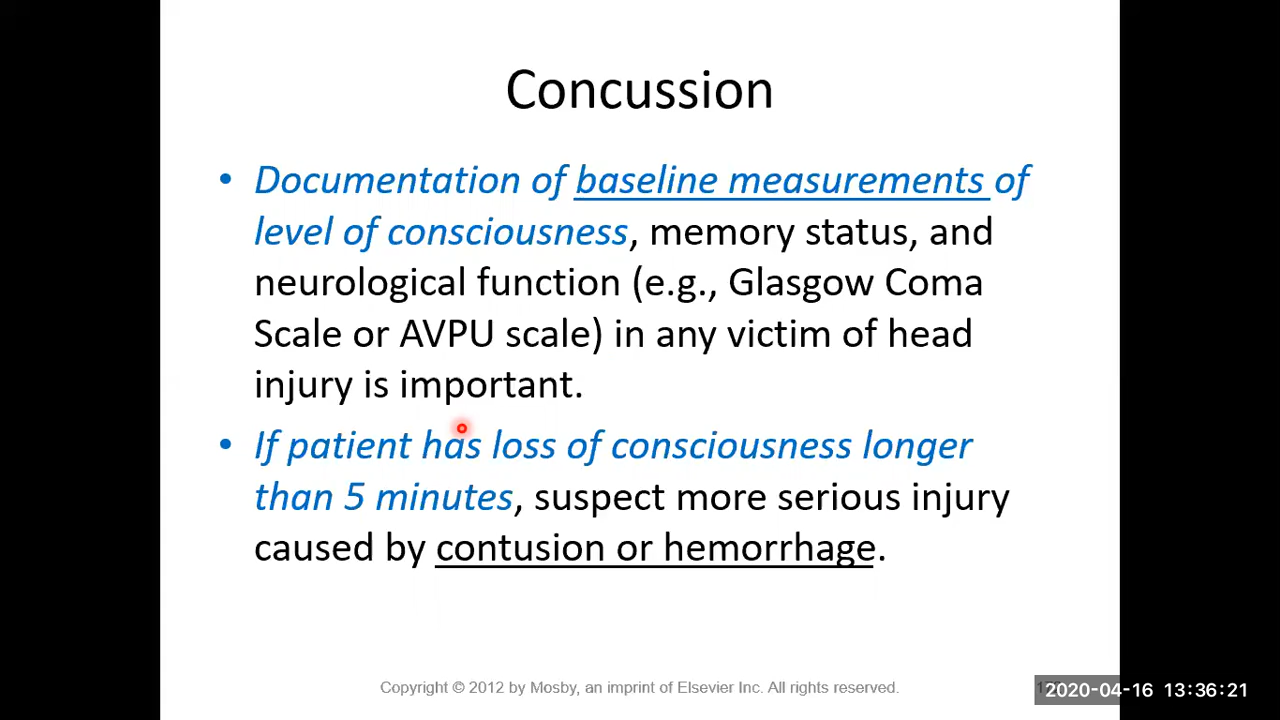 Concussion
• Documentation of baseline measurements of
level of consciousness, memory status, and
neurological function (e.g., Glasgow Coma
Scale or AVPU scale) in any victim of head
injury is important.
• If patient has loss of consciousness longer
than 5 minutes, suspect more serious injury
caused by contusion or hemorrhage.
Copyright © 2012 by Mosby, an imprint of Elsevier Inc. All rights reserved.
2020-04-16 13:36:21